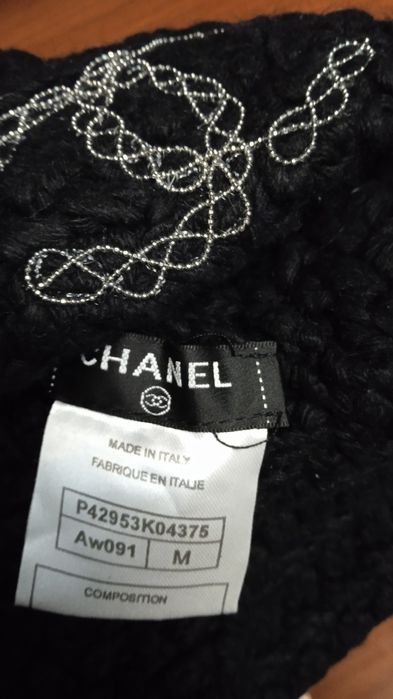 CHANEL
MADE IN ITALY
FABRIQUE EN ITALIE
P42953K04375
Aw091 M
COMPOSITION